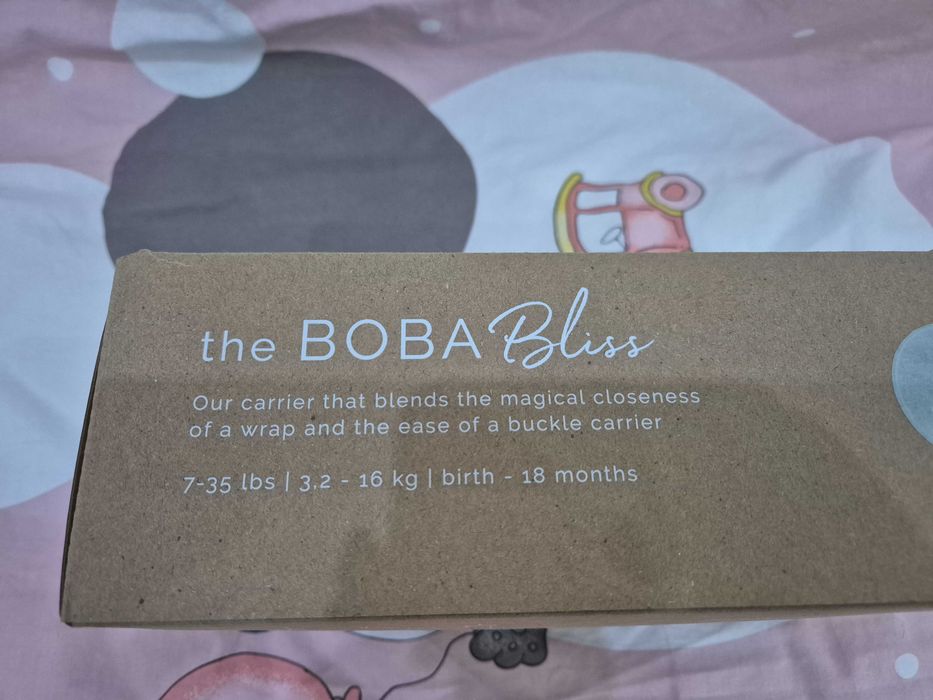 the BOBA Bliss
Our carrier that blends the magical closeness
of a wrap and the ease of a buckle carrier
7-35 lbs | 3,2 - 16 kg | birth - 18 months